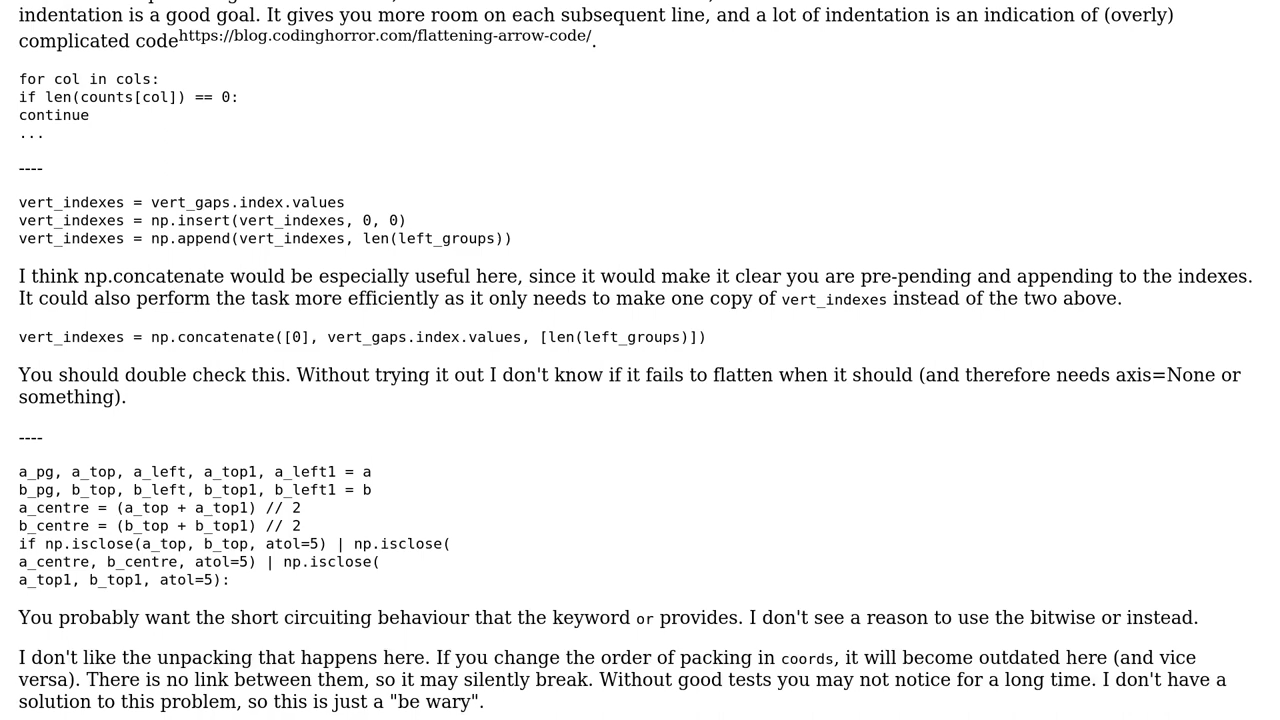 indentation is a good goal. It gives you more room on each subsequent line, and a lot of indentation is an indication of (overly)
complicated codehttps://blog.codinghorror.com/flattening-arrow-code/.
for col in cols:
if len(counts[col]) == 0:
continue
...
----
vert_indexes = vert_gaps.index.values
vert_indexes = np.insert(vert_indexes, 0, 0)
vert_indexes = np.append(vert_indexes, len(left_groups))
I think np.concatenate would be especially useful here, since it would make it clear you are pre-pending and appending to the indexes.
It could also perform the task more efficiently as it only needs to make one copy of vert_indexes instead of the two above.
vert_indexes = np.concatenate([0], vert_gaps.index.values, [len(left_groups)])
You should double check this. Without trying it out I don't know if it fails to flatten when it should (and therefore needs axis=None or
something).
----
a_pg, a_top, a_left, a_top1, a_left1 = a
b_pg, b_top, b_left, b_top1, b_left1 = b
a_centre = (a_top + a_top1) // 2
b_centre = (b_top + b_top1) // 2
if np.isclose(a_top, b_top, atol=5) | np.isclose(
a_centre, b_centre, atol=5) | np.isclose(
a_top1, b_top1, atol=5):
You probably want the short circuiting behaviour that the keyword or provides. I don't see a reason to use the bitwise or instead.
I don't like the unpacking that happens here. If you change the order of packing in coords, it will become outdated here (and vice
versa). There is no link between them, so it may silently break. Without good tests you may not notice for a long time. I don't have a
solution to this problem, so this is just a "be wary".